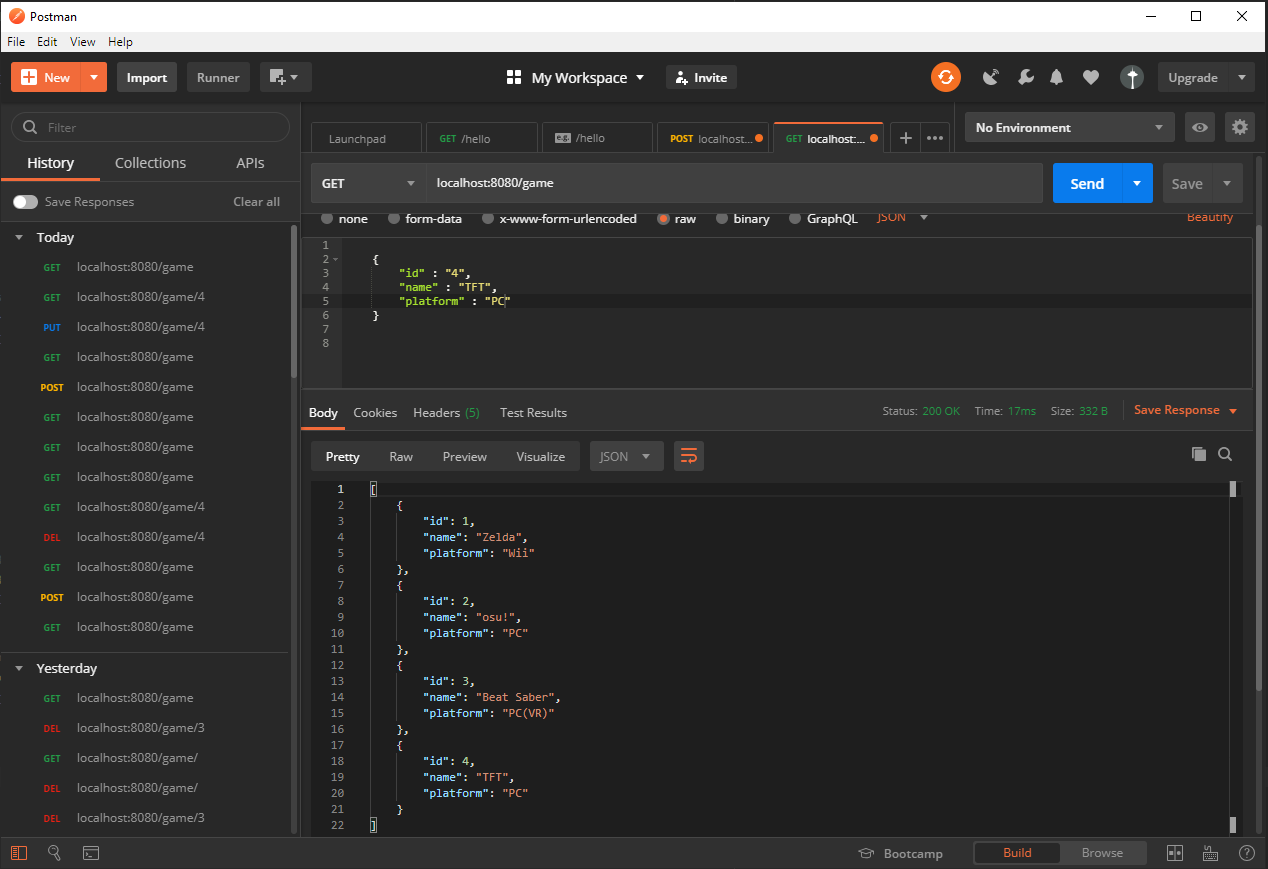 Postman
File Edit View Help
New Import Runner My Workspace Invite Upgrade
Filter
History Collections APIs
Save Responses Clear all
Today
GET localhost:8080/game
GET localhost:8080/game/4
PUT localhost:8080/game/4
GET localhost:8080/game
POST localhost:8080/game
GET localhost:8080/game
GET localhost:8080/game
GET localhost:8080/game
GET localhost:8080/game/4
DEL localhost:8080/game/4
GET localhost:8080/game
POST localhost:8080/game
GET localhost:8080/game
Yesterday
GET localhost:8080/game
DEL localhost:8080/game/3
GET localhost:8080/game/
DEL localhost:8080/game/
DEL localhost:8080/game/3
Launchpad GET /hello e.g. /hello POST localhost... GET localhost:... + ••• No Environment
GET localhost:8080/game Send Save
none form-data x-www-form-urlencoded raw binary GraphQL JSON Beautify
1
2 {
3 "id" : "4",
4 "name" : "TFT",
5 "platform" : "PC"
6 }
7
8
Body Cookies Headers (5) Test Results Status: 200 OK Time: 17ms Size: 332 B Save Response
Pretty Raw Preview Visualize JSON
1 [
2 {
3 "id": 1,
4 "name": "Zelda",
5 "platform": "Wii"
6 },
7 {
8 "id": 2,
9 "name": "osu!",
10 "platform": "PC"
11 },
12 {
13 "id": 3,
14 "name": "Beat Saber",
15 "platform": "PC(VR)"
16 },
17 {
18 "id": 4,
19 "name": "TFT",
20 "platform": "PC"
21 }
22 ]
Bootcamp Build Browse ?